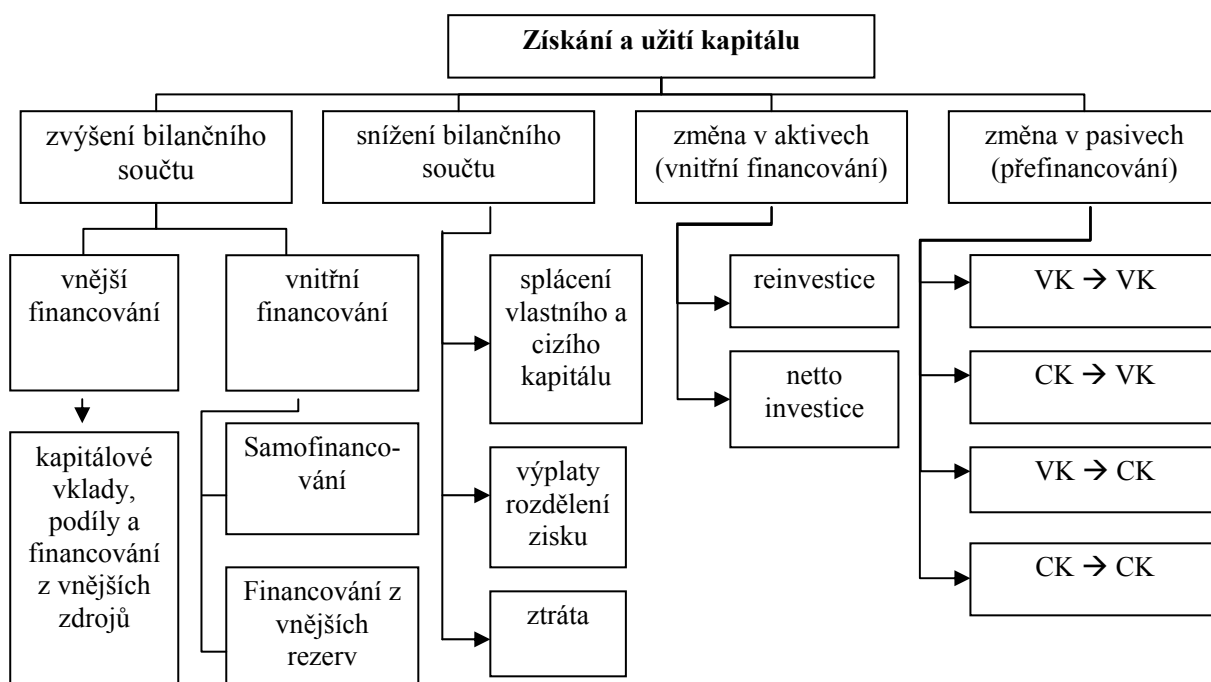 Získání a užití kapitálu
zvýšení bilančního
součtu
snížení bilančního
součtu
změna v aktivech
(vnitřní financování)
změna v pasivech
(přefinancování)
vnější
financování
vnitřní
financování
splácení
vlastního a
cizího
kapitálu
reinvestice
VK → VK
netto
investice
CK → VK
kapitálové
vklady,
podíly a
financování
z vnějších
zdrojů
Samofinanco-
vání
výplaty
rozdělení
zisku
VK → CK
CK → CK
Financování z
vnějších
rezerv
ztráta